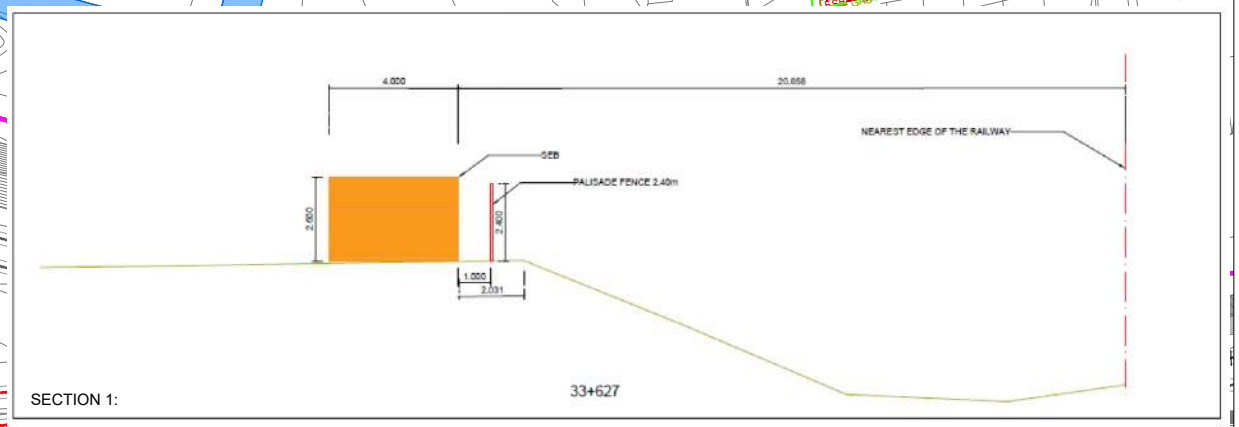 4.000
20.858
NEAREST EDGE OF THE RAILWAY
SEB
PALISADE FENCE 2.40m
2.600
2.400
1.000
2.031
33+627
SECTION 1: